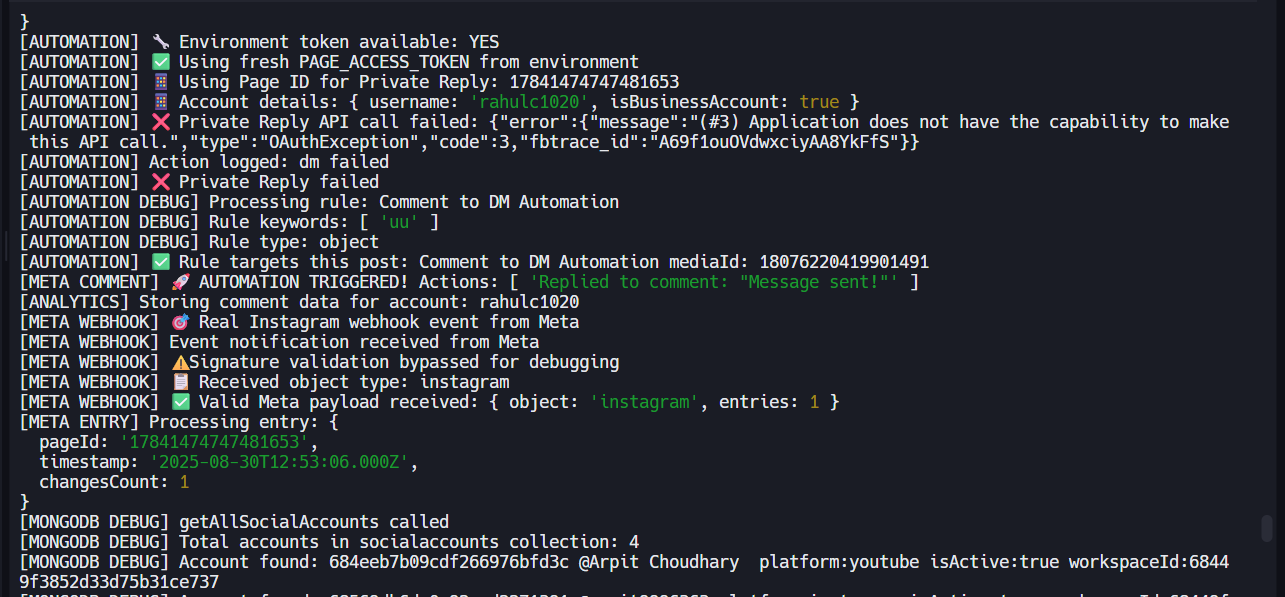 }
[AUTOMATION] 🔧 Environment token available: YES
[AUTOMATION] ✅ Using fresh PAGE_ACCESS_TOKEN from environment
[AUTOMATION] 🏢 Using Page ID for Private Reply: 17841474747481653
[AUTOMATION] 🏢 Account details: { username: 'rahulc1020', isBusinessAccount: true }
[AUTOMATION] ❌ Private Reply API call failed: {"error":{"message":"(#3) Application does not have the capability to make
this API call.","type":"OAuthException","code":3,"fbtrace_id":"A69f1ouOVdwxciyAA8YkFfS"}}
[AUTOMATION] Action logged: dm failed
[AUTOMATION] ❌ Private Reply failed
[AUTOMATION DEBUG] Processing rule: Comment to DM Automation
[AUTOMATION DEBUG] Rule keywords: [ 'uu' ]
[AUTOMATION DEBUG] Rule type: object
[AUTOMATION] ✅ Rule targets this post: Comment to DM Automation mediaId: 18076220419901491
[META COMMENT] 🚀 AUTOMATION TRIGGERED! Actions: [ 'Replied to comment: "Message sent!"' ]
[ANALYTICS] Storing comment data for account: rahulc1020
[META WEBHOOK] 🎯 Real Instagram webhook event from Meta
[META WEBHOOK] Event notification received from Meta
[META WEBHOOK] ⚠️Signature validation bypassed for debugging
[META WEBHOOK] 📋 Received object type: instagram
[META WEBHOOK] ✅ Valid Meta payload received: { object: 'instagram', entries: 1 }
[META ENTRY] Processing entry: {
pageId: '17841474747481653',
timestamp: '2025-08-30T12:53:06.000Z',
changesCount: 1
}
[MONGODB DEBUG] getAllSocialAccounts called
[MONGODB DEBUG] Total accounts in socialaccounts collection: 4
[MONGODB DEBUG] Account found: 684eeb7b09cdf266976bfd3c @Arpit Choudhary  platform:youtube isActive:true workspaceId:6844
9f3852d33d75b31ce737